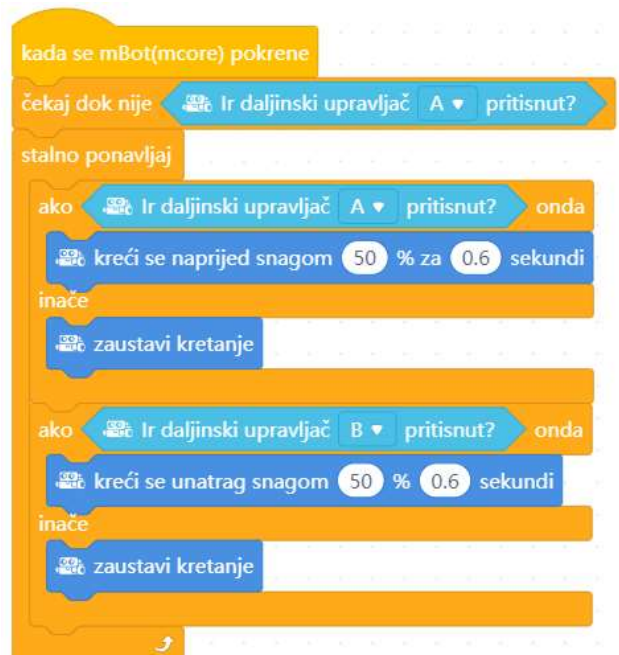 kada se mBot(mcore) pokrene
čekaj dok nije Ir daljinski upravljač A pritisnut?
stalno ponavljaj
ako Ir daljinski upravljač A pritisnut? onda
kreći se naprijed snagom 50 % za 0.6 sekundi
inače
zaustavi kretanje
ako Ir daljinski upravljač B pritisnut? onda
kreći se unatrag snagom 50 % 0.6 sekundi
inače
zaustavi kretanje